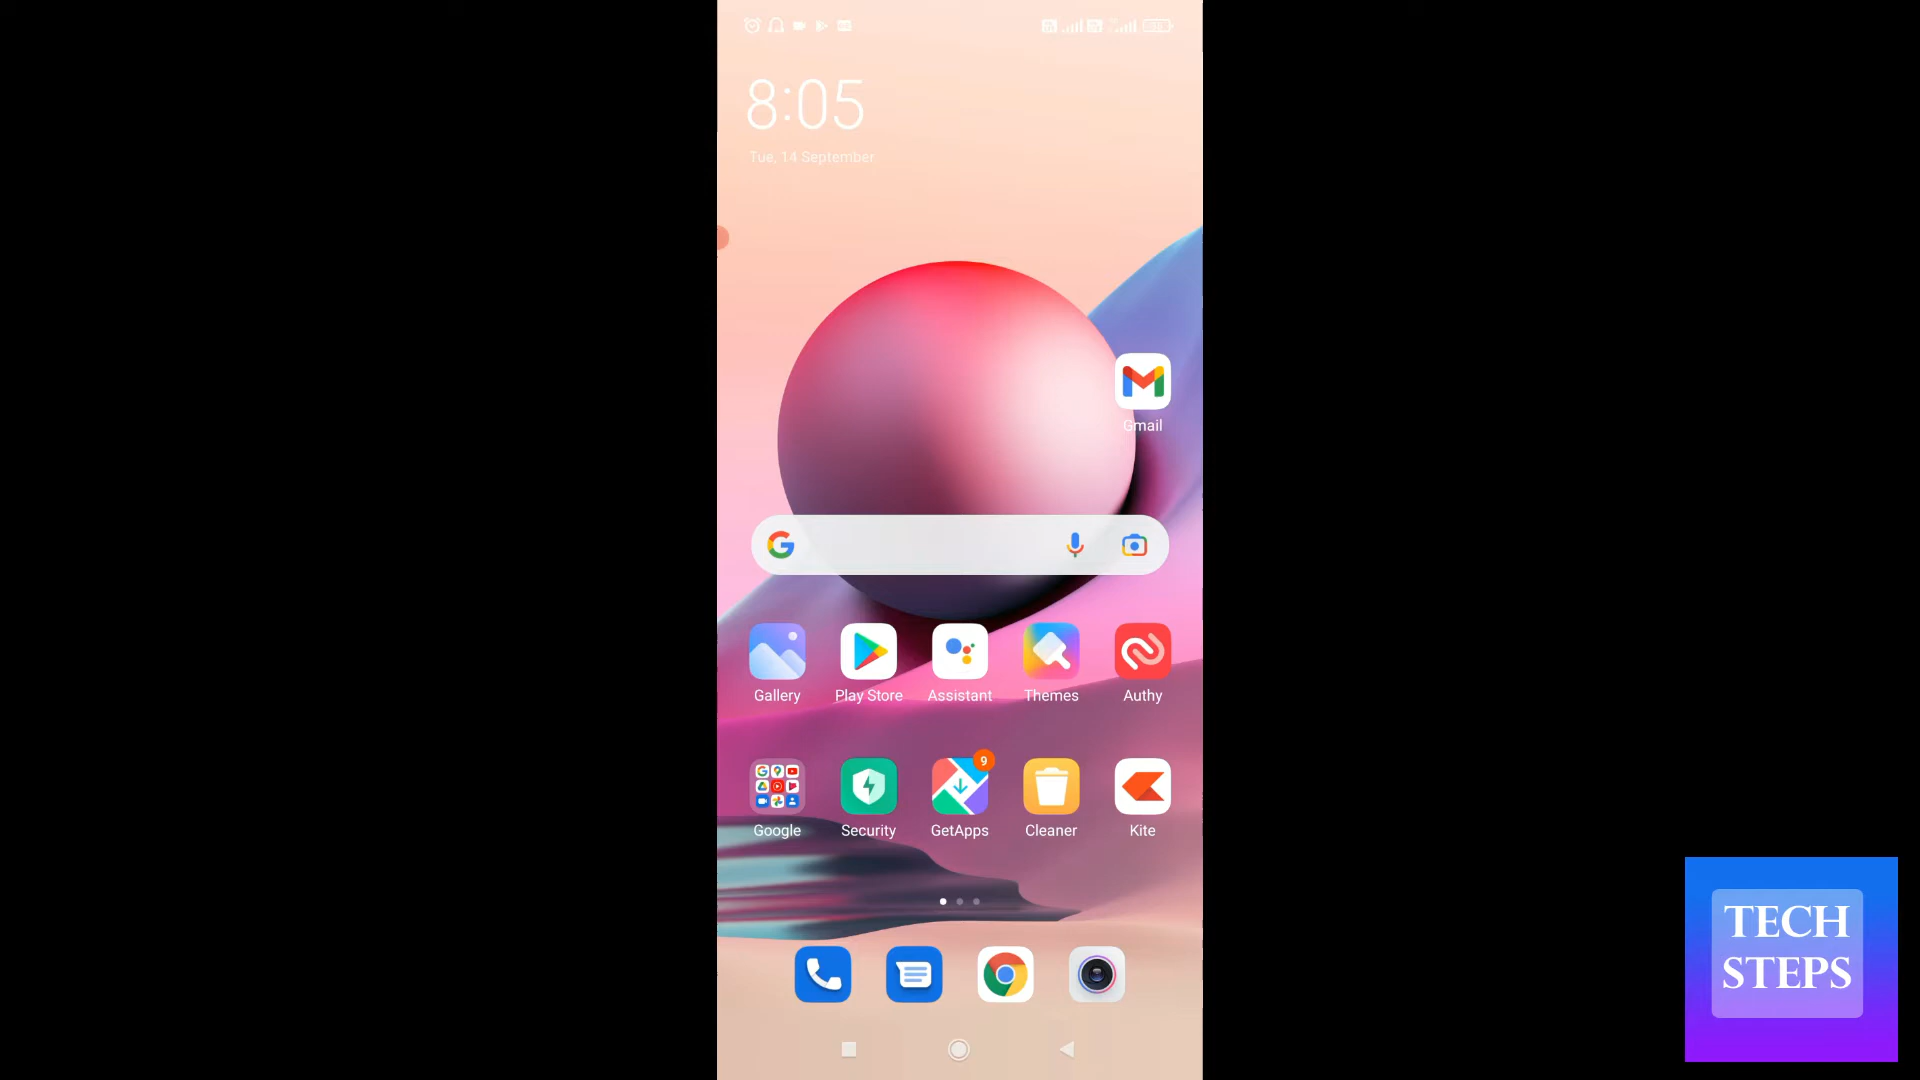 8:05
Tue, 14 September
Gmail
Gallery
Play Store
Assistant
Themes
Authy
9
Google
Security
GetApps
Cleaner
Kite
TECH
STEPS